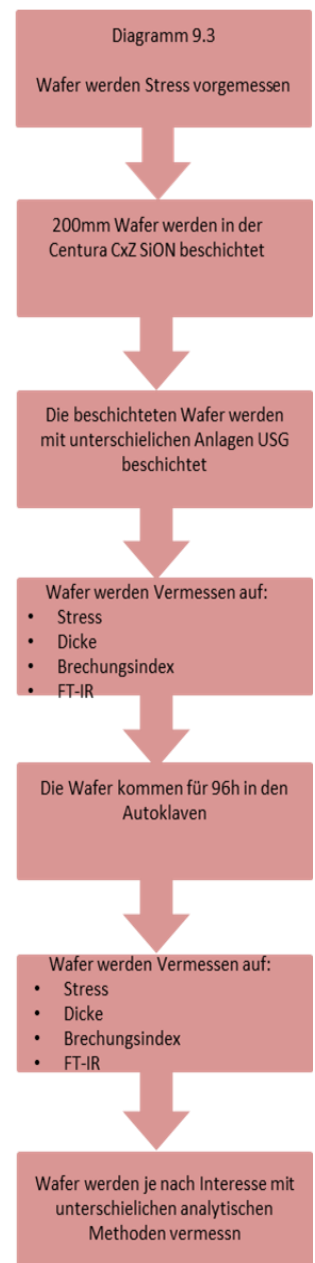 Diagramm 9.3
Wafer werden Stress vorgemessen
200mm Wafer werden in der
Centura CxZ SiON beschichtet
Die beschichteten Wafer werden
mit unterschielichen Anlagen USG
beschichtet
Wafer werden Vermessen auf:
• Stress
• Dicke
• Brechungsindex
• FT-IR
Die Wafer kommen für 96h in den
Autoklaven
Wafer werden Vermessen auf:
• Stress
• Dicke
• Brechungsindex
• FT-IR
Wafer werden je nach Interesse mit
unterschielichen analytischen
Methoden vermessn